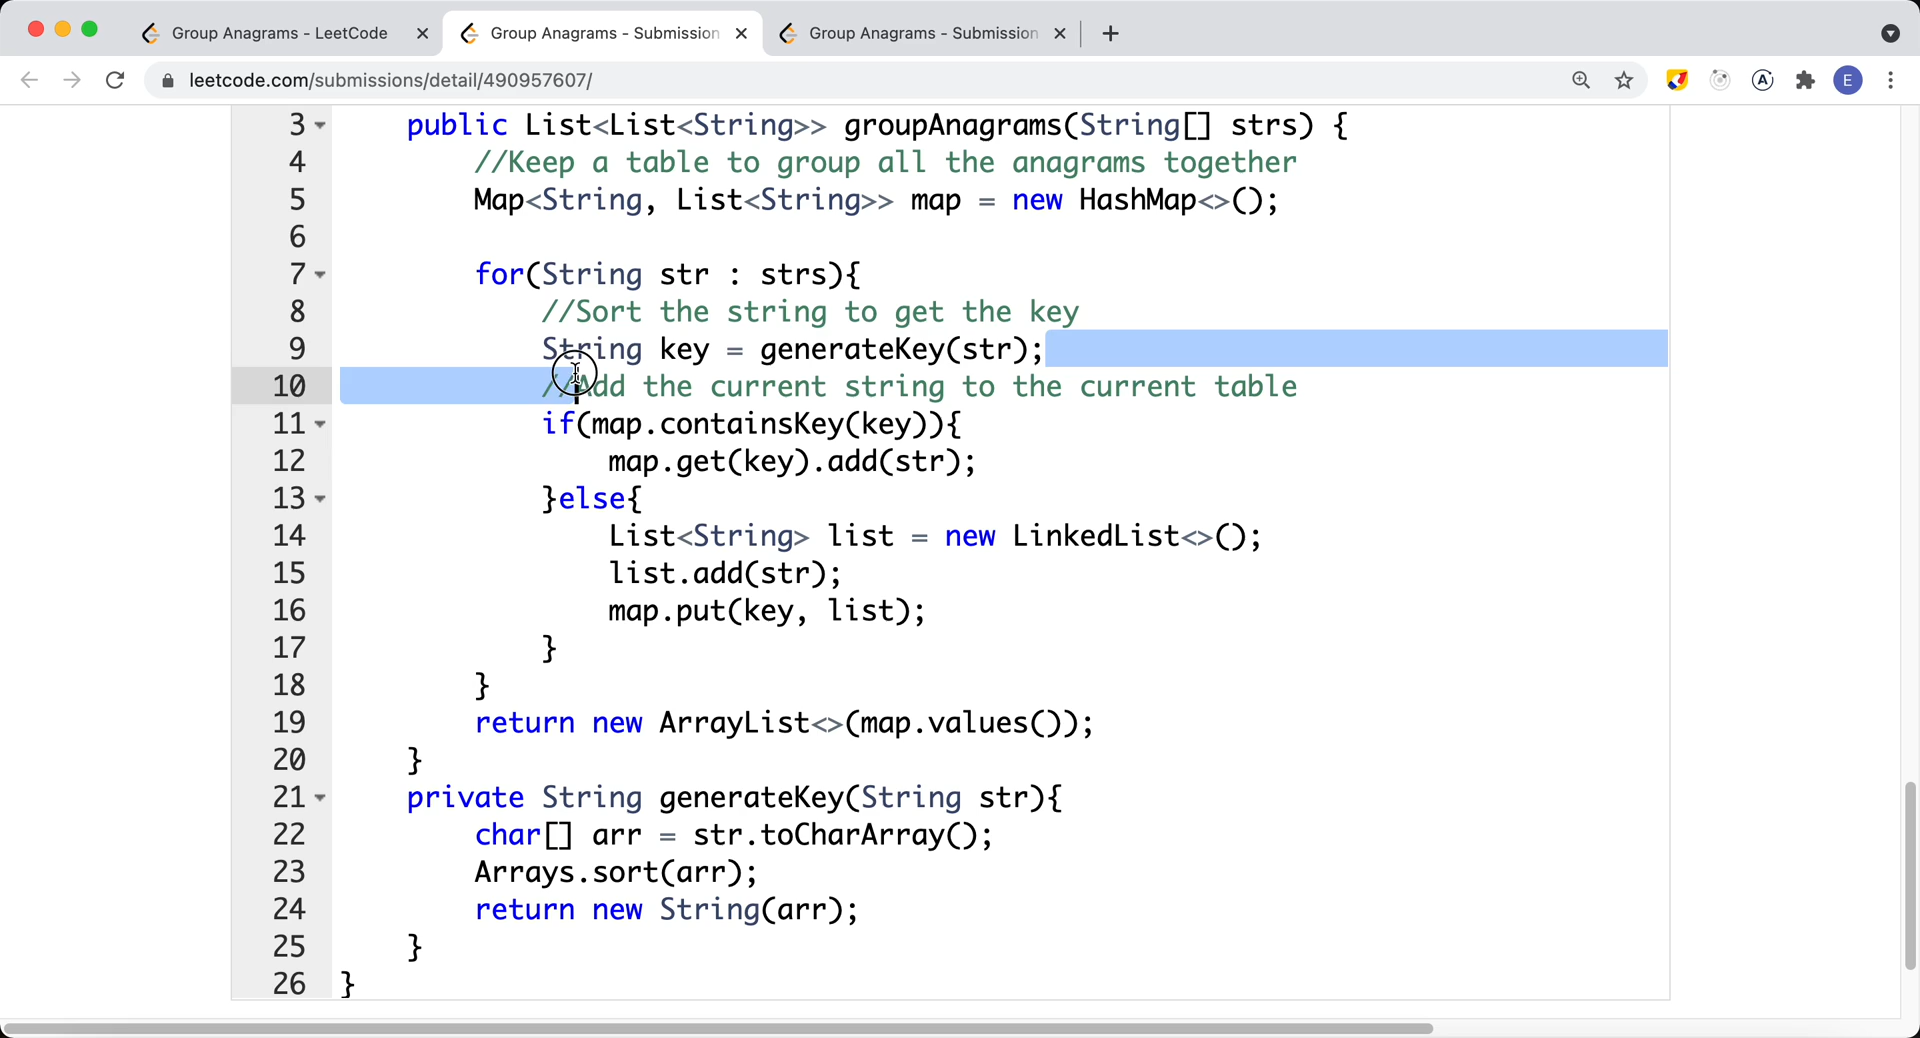 Group Anagrams - LeetCode
Group Anagrams - Submission
Group Anagrams - Submission
leetcode.com/submissions/detail/490957607/
A
E
3 public List<List<String>> groupAnagrams(String[] strs) {
4 //Keep a table to group all the anagrams together
5 Map<String, List<String>> map = new HashMap<>();
6
7 for(String str : strs){
8 //Sort the string to get the key
9 String key = generateKey(str);
10 //Add the current string to the current table
11 if(map.containsKey(key)){
12 map.get(key).add(str);
13 }else{
14 List<String> list = new LinkedList<>();
15 list.add(str);
16 map.put(key, list);
17 }
18 }
19 return new ArrayList<>(map.values());
20 }
21 private String generateKey(String str){
22 char[] arr = str.toCharArray();
23 Arrays.sort(arr);
24 return new String(arr);
25 }
26 }